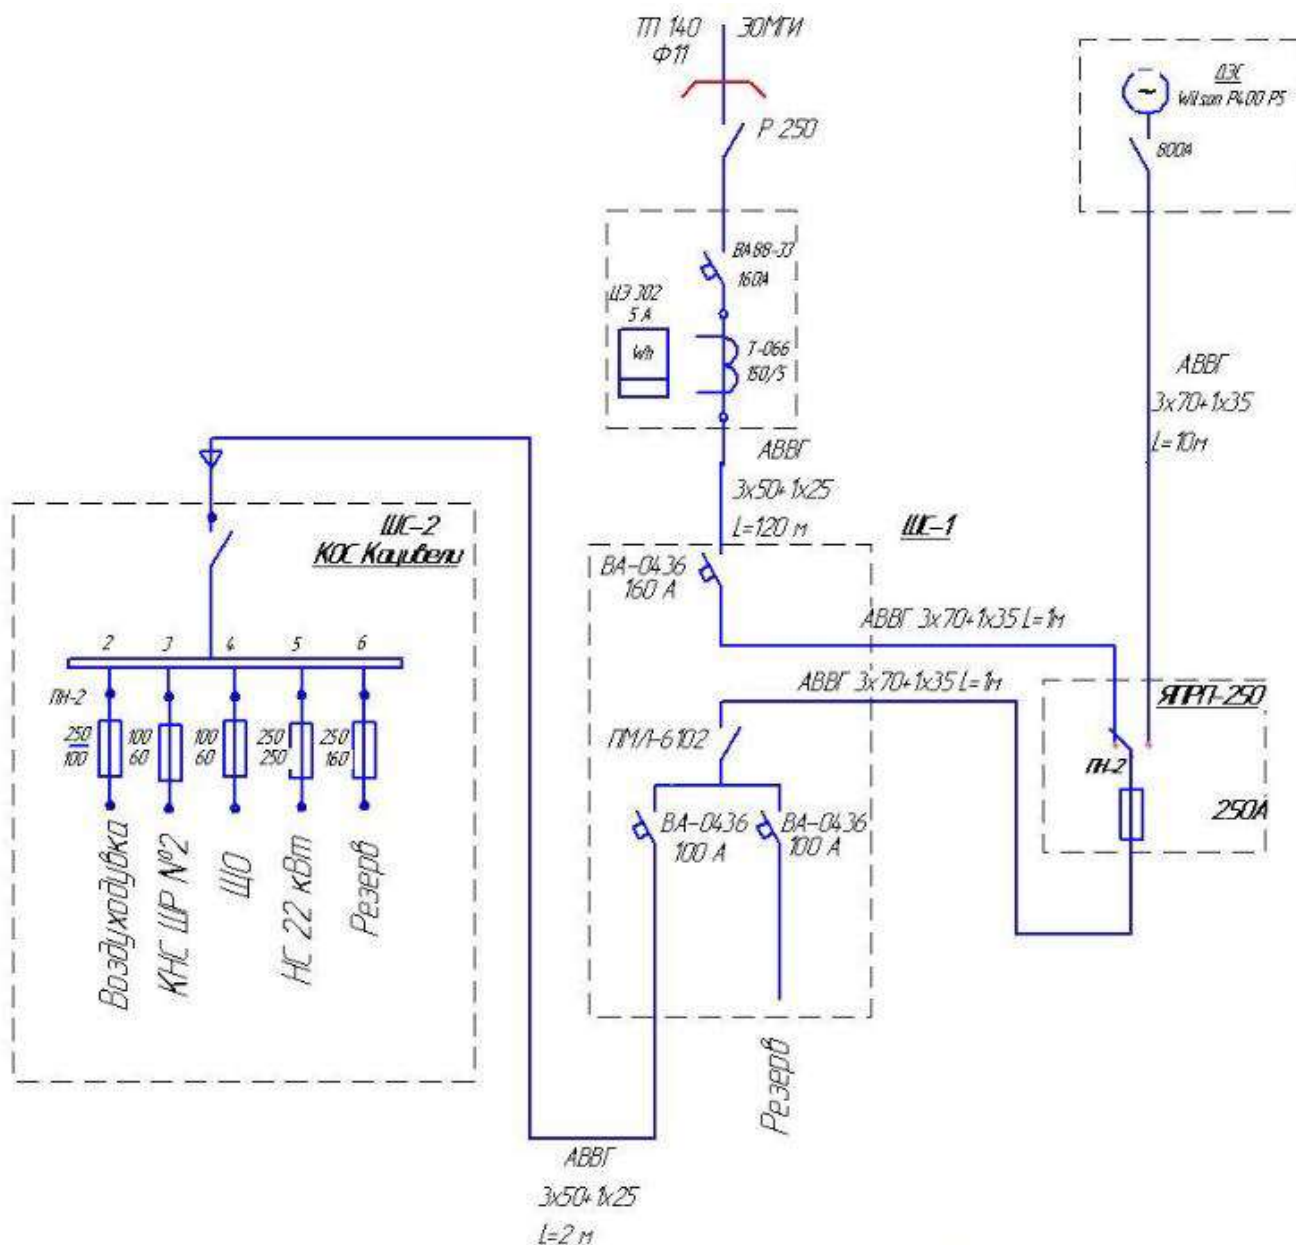 ТП 140 ЗОМГИ
Ф11
Р 250
ДЭС
Wilson P400 P5
800А
ВА88-33
160А
ЦЭ 302
5 А
Wh
Т-066
150/5
АВВГ
3х70+1х35
L=10м
АВВГ
3х50+1х25
L=120 м
ШС-2
КОС Кацивели
ШС-1
ВА-0436
160 А
АВВГ 3х70+1х35 L=1м
АВВГ 3х70+1х35 L=1м
ЯПРП-250
ПН-2
250А
ПМЛ-6102
ВА-0436
100 А
ВА-0436
100 А
Резерв
2 3 4 5 6
ПН-2
250
100
100
60
100
60
250
250
250
160
Воздуходувка
КНС ШР №2
ЩО
НС 22 кВт
Резерв
АВВГ
3х50+1х25
L=2 м